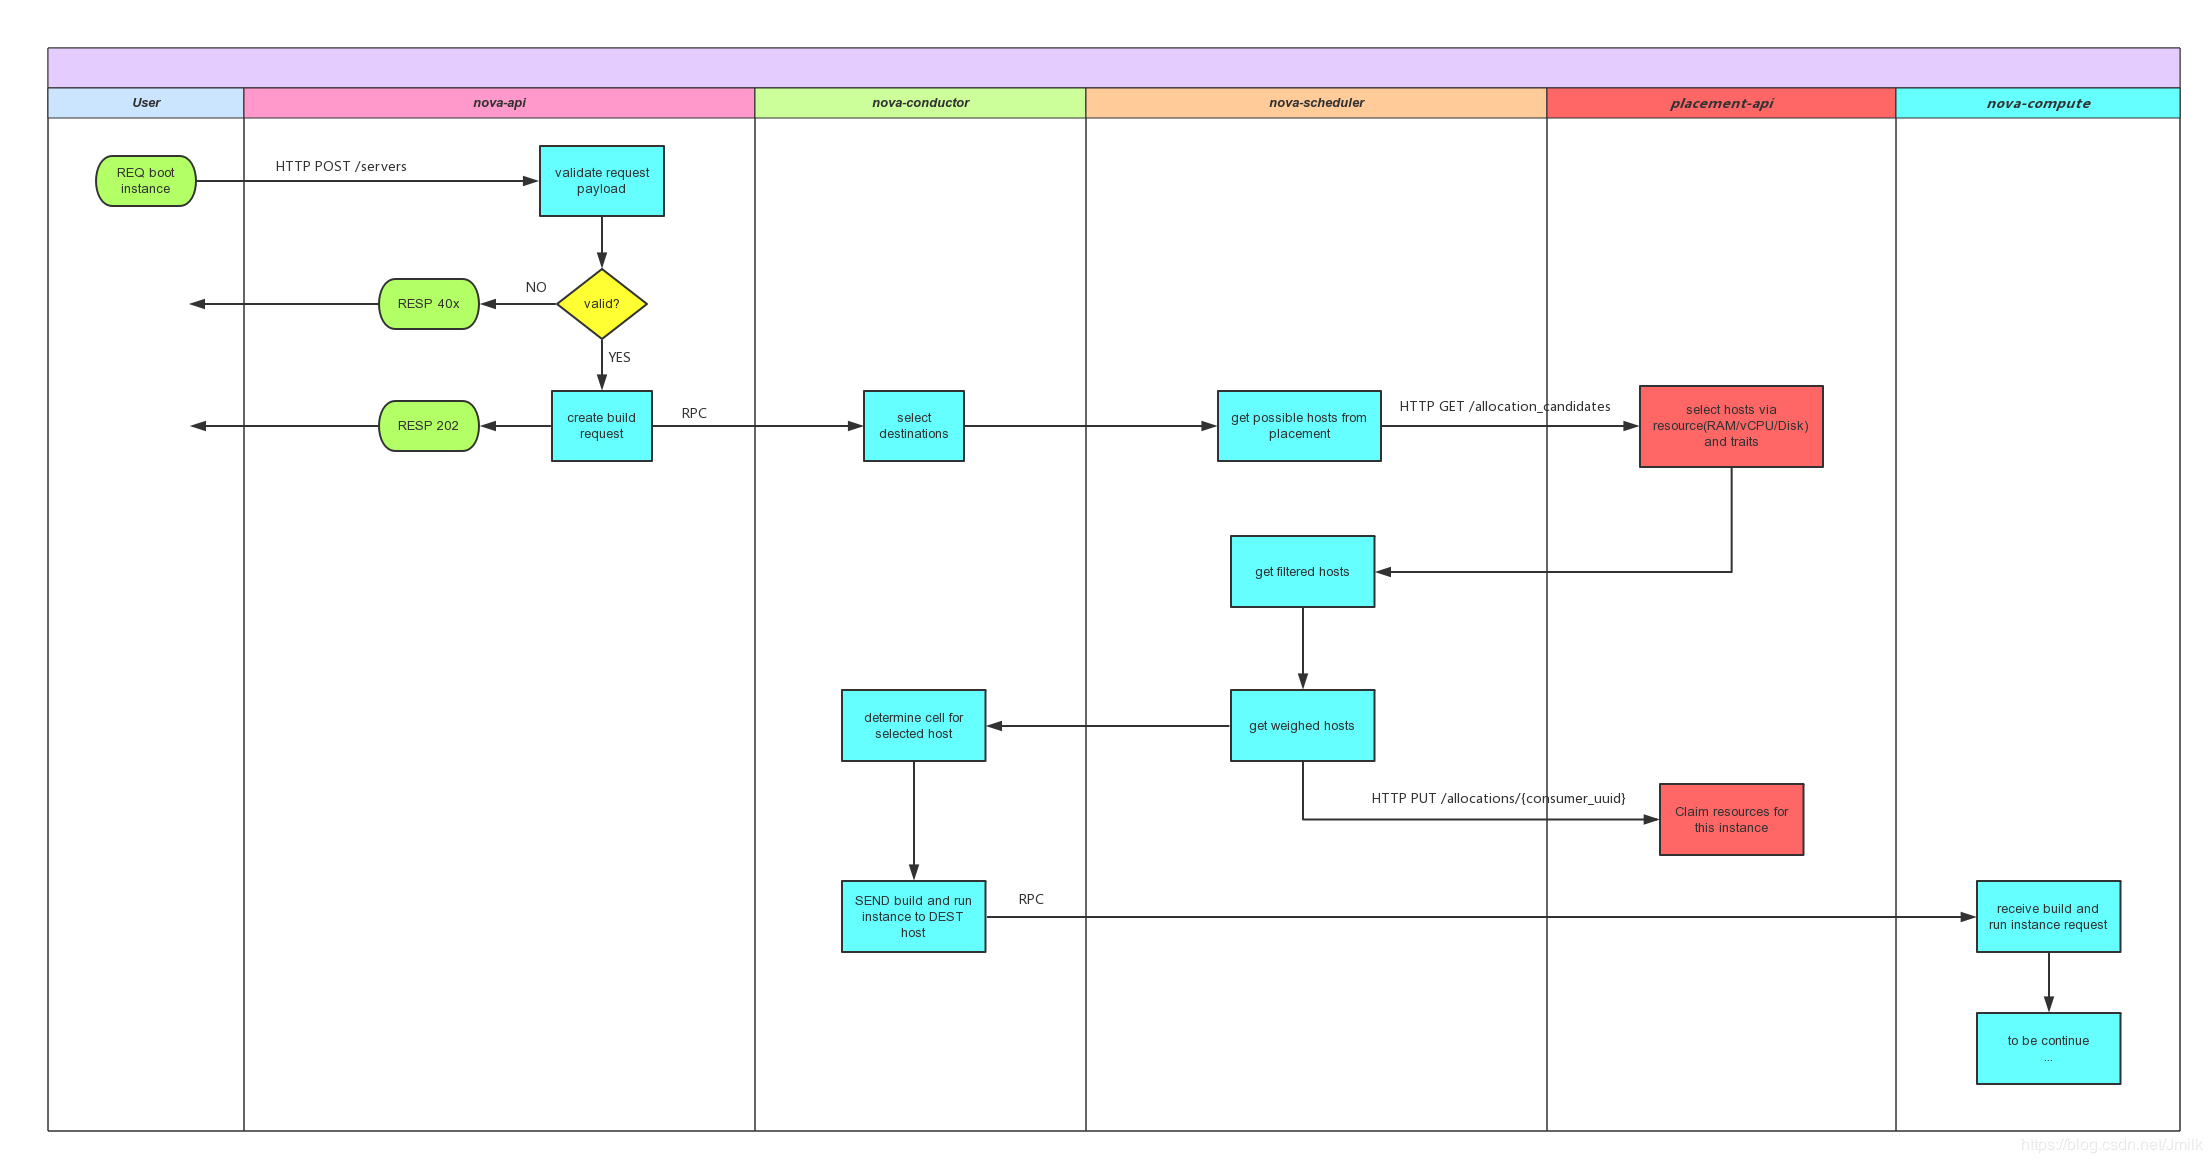 User
nova-api
nova-conductor
nova-scheduler
placement-api
nova-compute
REQ boot
instance
HTTP POST /servers
validate request
payload
RESP 40x
NO
valid?
YES
RESP 202
create build
request
RPC
select
destinations
get possible hosts from
placement
HTTP GET /allocation_candidates
select hosts via
resource(RAM/vCPU/Disk)
and traits
get filtered hosts
determine cell for
selected host
get weighed hosts
HTTP PUT /allocations/{consumer_uuid}
Claim resources for
this instance
SEND build and run
instance to DEST
host
RPC
receive build and
run instance request
to be continue
...
https://blog.csdn.net/Jmilk